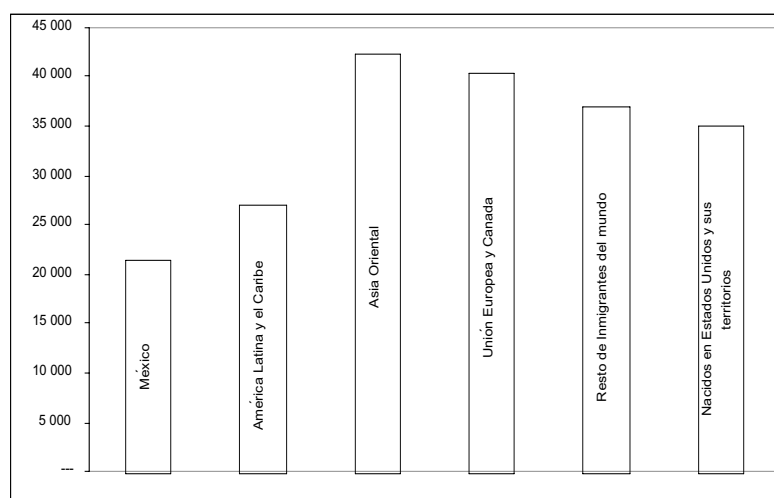 45 000
40 000
35 000
30 000
25 000
20 000
15 000
10 000
5 000
---
México
América Latina y el Caribe
Asia Oriental
Unión Europea y Canada
Resto de Inmigrantes del mundo
Nacidos en Estados Unidos y sus
territorios